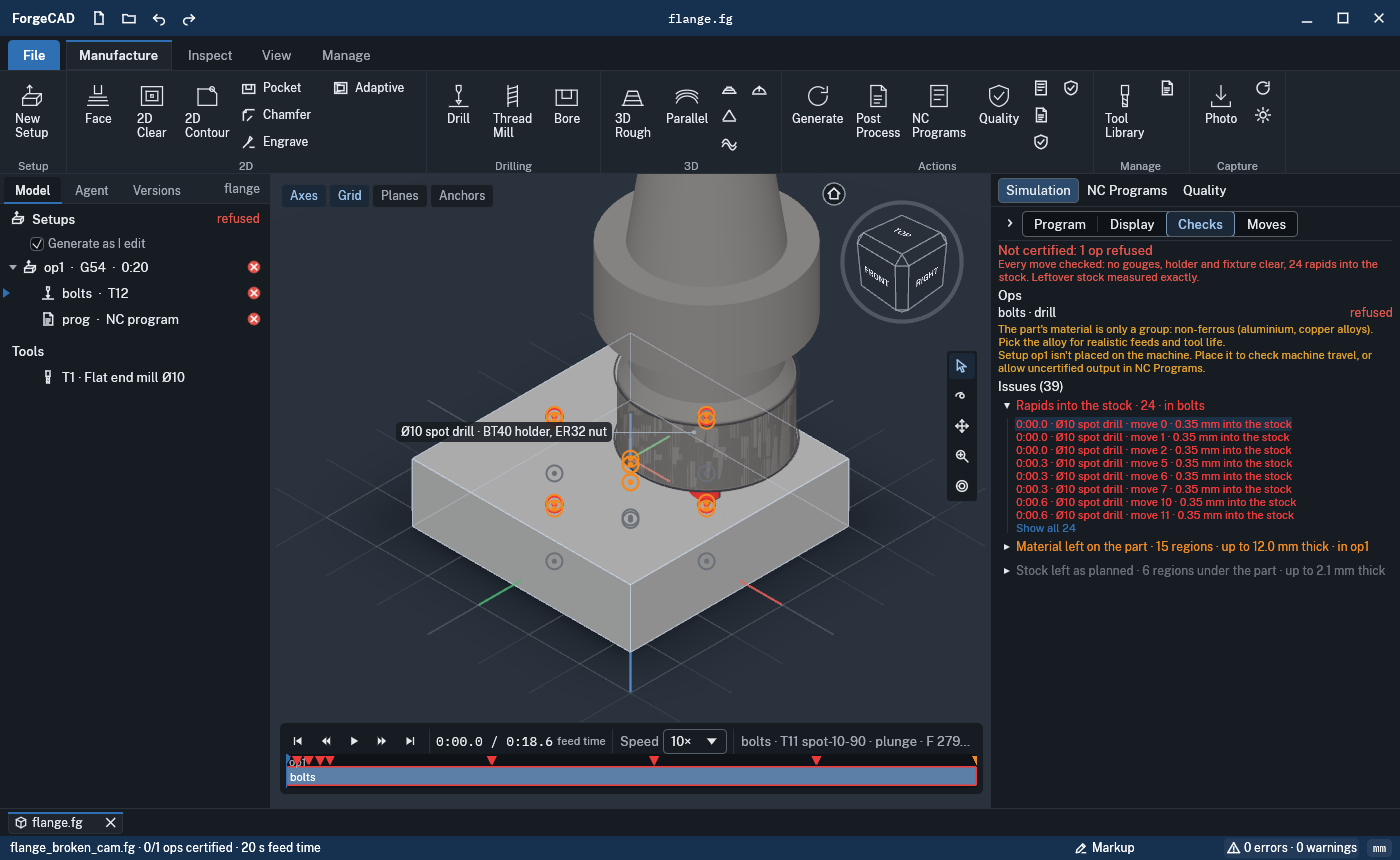 ForgeCAD
flange.fg
File
Manufacture
Inspect
View
Manage
New Setup
Face
2D Clear
2D Contour
Pocket
Chamfer
Engrave
Adaptive
Drill
Thread Mill
Bore
3D Rough
Parallel
Generate
Post Process
NC Programs
Quality
Tool Library
Photo
Setup
2D
Drilling
3D
Actions
Manage
Capture
Model
Agent
Versions
flange
Setups
refused
Generate as I edit
op1 · G54 · 0:20
bolts · T12
prog · NC program
Tools
T1 · Flat end mill Ø10
Axes
Grid
Planes
Anchors
TOP
FRONT
RIGHT
Ø10 spot drill · BT40 holder, ER32 nut
0:00.0 / 0:18.6 feed time
Speed
10×
bolts · T11 spot-10-90 · plunge · F 279...
op1
bolts
Simulation
NC Programs
Quality
Program
Display
Checks
Moves
Not certified: 1 op refused
Every move checked: no gouges, holder and fixture clear, 24 rapids into the
stock. Leftover stock measured exactly.
Ops
bolts · drill
refused
The part's material is only a group: non-ferrous (aluminium, copper alloys).
Pick the alloy for realistic feeds and tool life.
Setup op1 isn't placed on the machine. Place it to check machine travel, or
allow uncertified output in NC Programs.
Issues (39)
Rapids into the stock · 24 · in bolts
0:00.0 · Ø10 spot drill · move 0 · 0.35 mm into the stock
0:00.0 · Ø10 spot drill · move 1 · 0.35 mm into the stock
0:00.0 · Ø10 spot drill · move 2 · 0.35 mm into the stock
0:00.3 · Ø10 spot drill · move 5 · 0.35 mm into the stock
0:00.3 · Ø10 spot drill · move 6 · 0.35 mm into the stock
0:00.3 · Ø10 spot drill · move 7 · 0.35 mm into the stock
0:00.6 · Ø10 spot drill · move 10 · 0.35 mm into the stock
0:00.6 · Ø10 spot drill · move 11 · 0.35 mm into the stock
Show all 24
Material left on the part · 15 regions · up to 12.0 mm thick · in op1
Stock left as planned · 6 regions under the part · up to 2.1 mm thick
flange.fg
flange_broken_cam.fg · 0/1 ops certified · 20 s feed time
Markup
0 errors · 0 warnings
mm